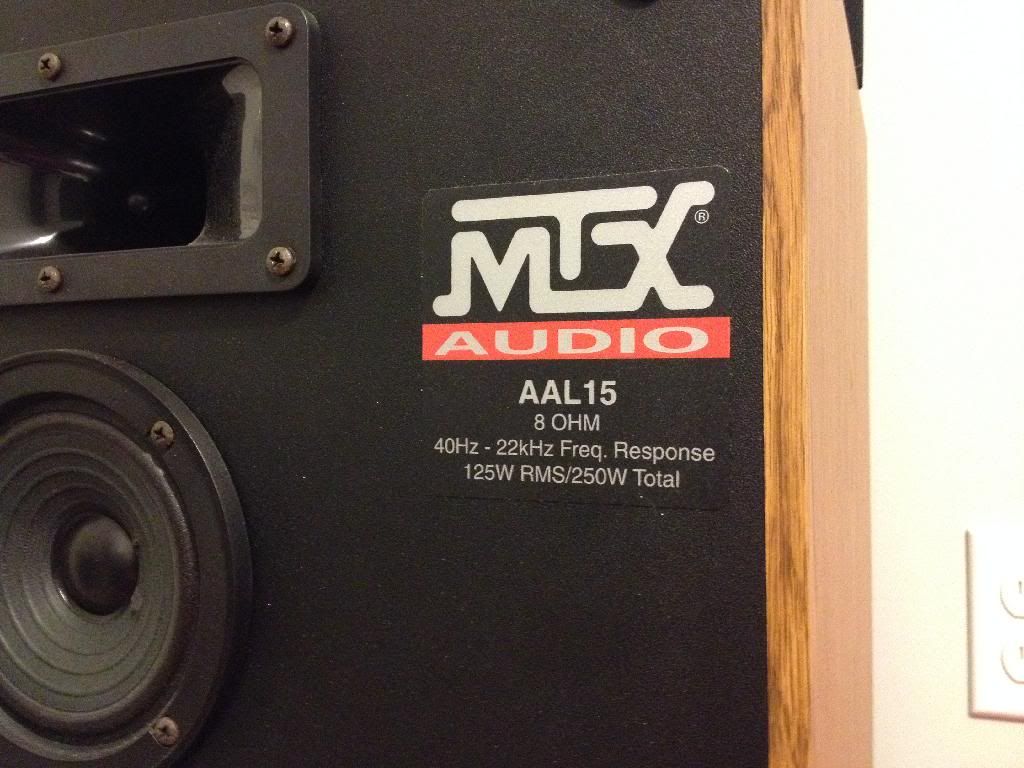 MTX®
AUDIO
AAL15
8 OHM
40Hz - 22kHz Freq. Response
125W RMS/250W Total